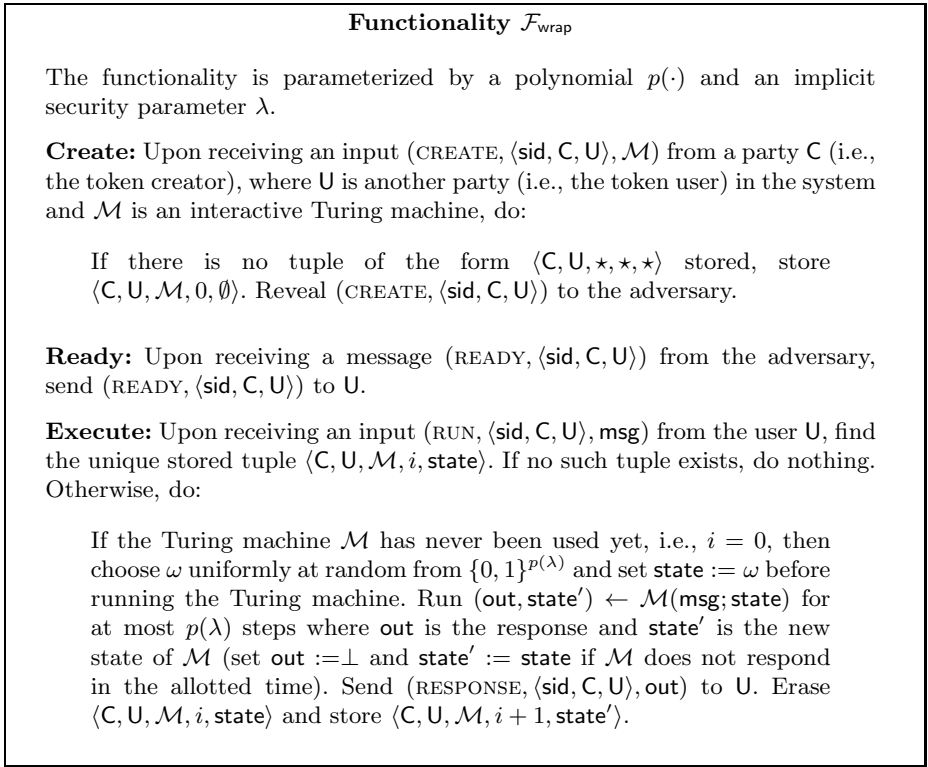 Functionality 𝓕wrap
The functionality is parameterized by a polynomial p(·) and an implicit
security parameter λ.
Create: Upon receiving an input (CREATE, ⟨sid, C, U⟩, 𝓜) from a party C (i.e.,
the token creator), where U is another party (i.e., the token user) in the system
and 𝓜 is an interactive Turing machine, do:
If there is no tuple of the form ⟨C, U, ⋆, ⋆, ⋆⟩ stored, store
⟨C, U, 𝓜, 0, ∅⟩. Reveal (CREATE, ⟨sid, C, U⟩) to the adversary.
Ready: Upon receiving a message (READY, ⟨sid, C, U⟩) from the adversary,
send (READY, ⟨sid, C, U⟩) to U.
Execute: Upon receiving an input (RUN, ⟨sid, C, U⟩, msg) from the user U, find
the unique stored tuple ⟨C, U, 𝓜, i, state⟩. If no such tuple exists, do nothing.
Otherwise, do:
If the Turing machine 𝓜 has never been used yet, i.e., i = 0, then
choose ω uniformly at random from {0, 1}^{p(λ)} and set state := ω before
running the Turing machine. Run (out, state′) ← 𝓜(msg; state) for
at most p(λ) steps where out is the response and state′ is the new
state of 𝓜 (set out :=⊥ and state′ := state if 𝓜 does not respond
in the allotted time). Send (RESPONSE, ⟨sid, C, U⟩, out) to U. Erase
⟨C, U, 𝓜, i, state⟩ and store ⟨C, U, 𝓜, i + 1, state′⟩.